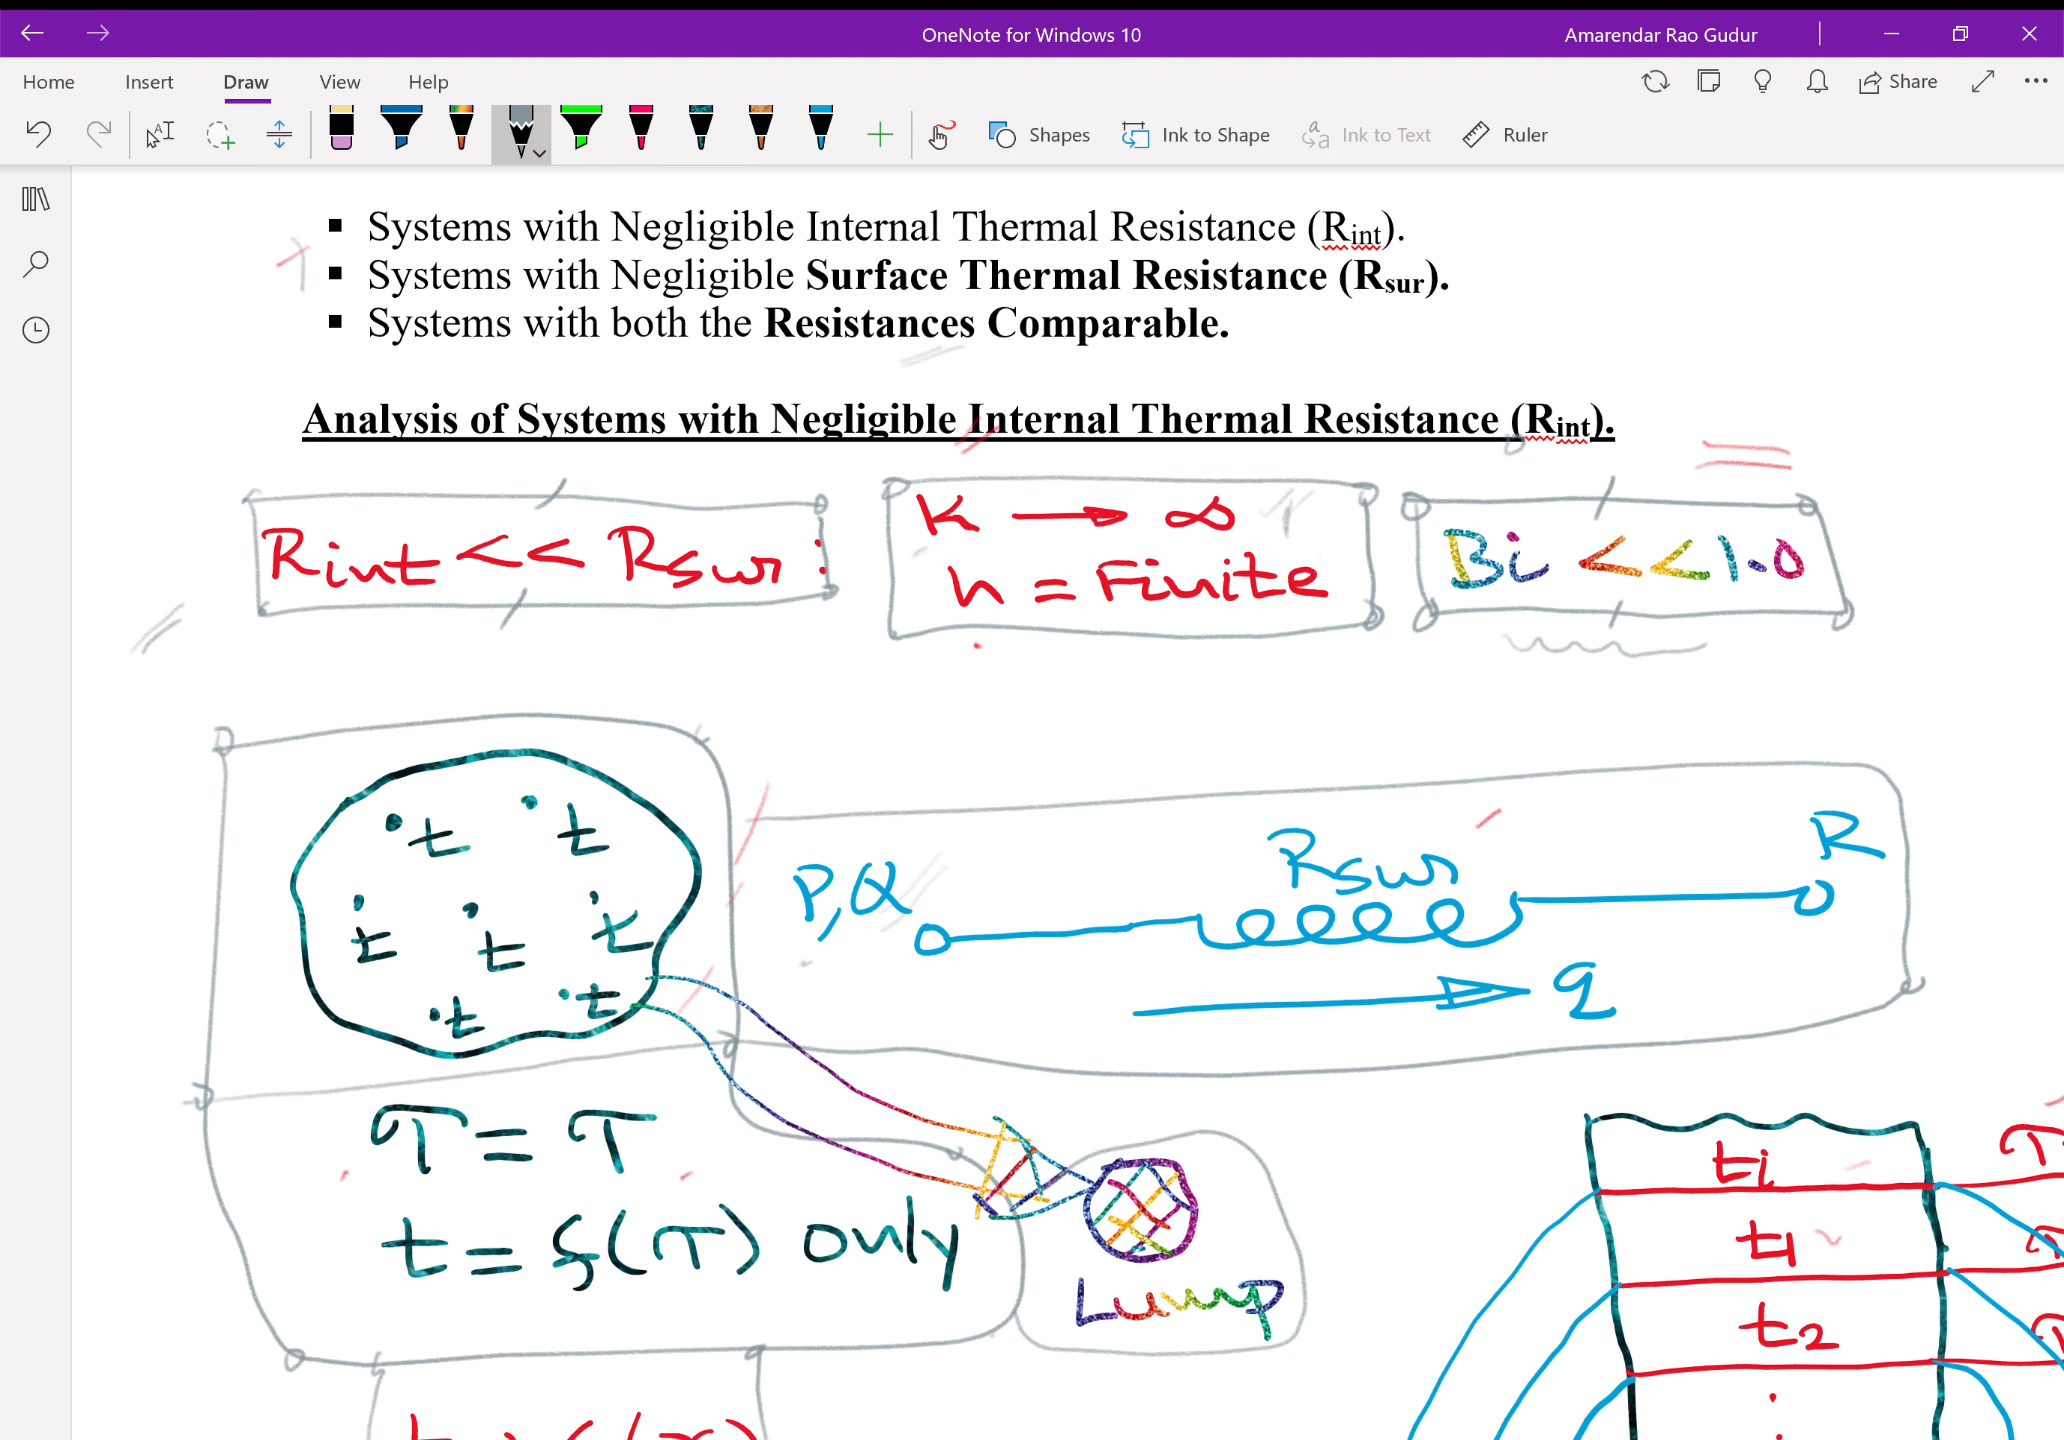 OneNote for Windows 10
Amarendar Rao Gudur
Home Insert Draw View Help
Share
Shapes Ink to Shape Ink to Text Ruler
▪ Systems with Negligible Internal Thermal Resistance (Rint).
▪ Systems with Negligible Surface Thermal Resistance (Rsur).
▪ Systems with both the Resistances Comparable.
Analysis of Systems with Negligible Internal Thermal Resistance (Rint).
Rint << Rsur
K → ∞
h = Finite
Bi << 1.0
t t
t t t
t t
P, Q
Rsur
R
q
τ = τ
t = f(τ) only
Lump
ti
t1
t2